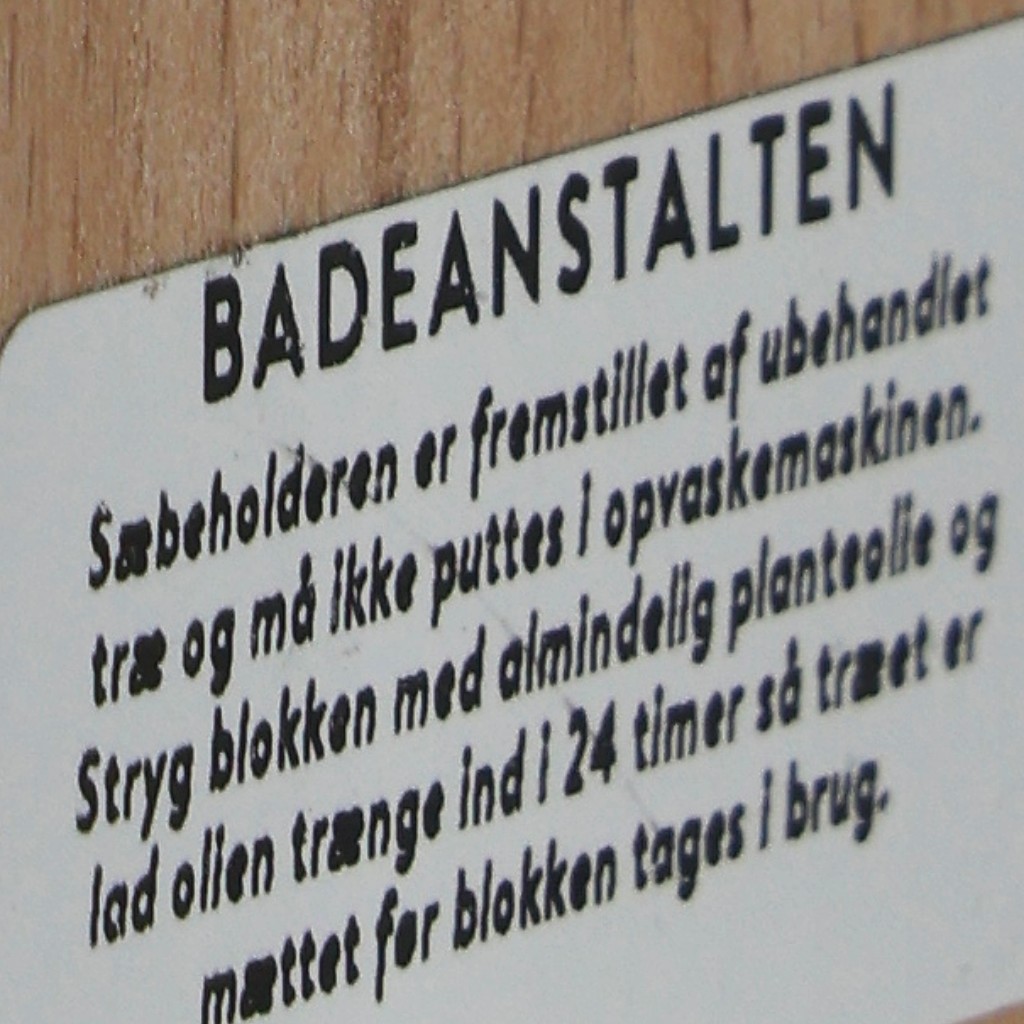 BADEANSTALTEN
Sæbeholderen er fremstillet af ubehandlet
træ og må ikke puttes i opvaskemaskinen.
Stryg blokken med almindelig planteolie og
lad olien trænge ind i 24 timer så træet er
mættet før blokken tages i brug.